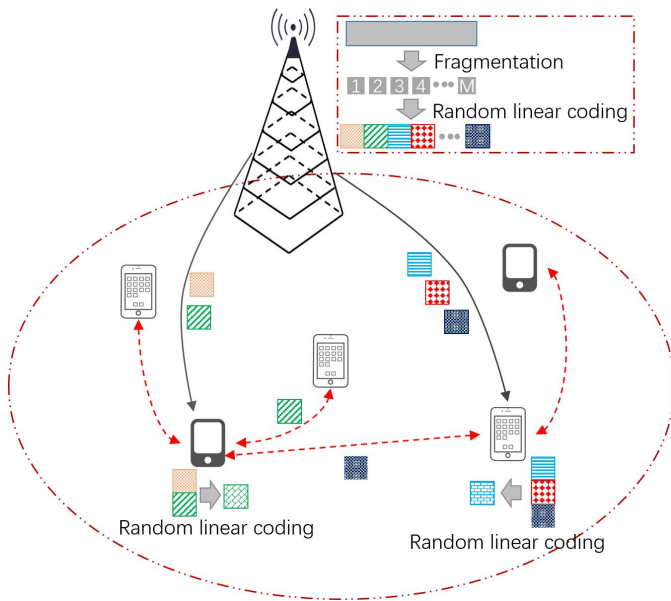 Fragmentation
1 2 3 4 ••• M
Random linear coding
•••
Random linear coding
Random linear coding